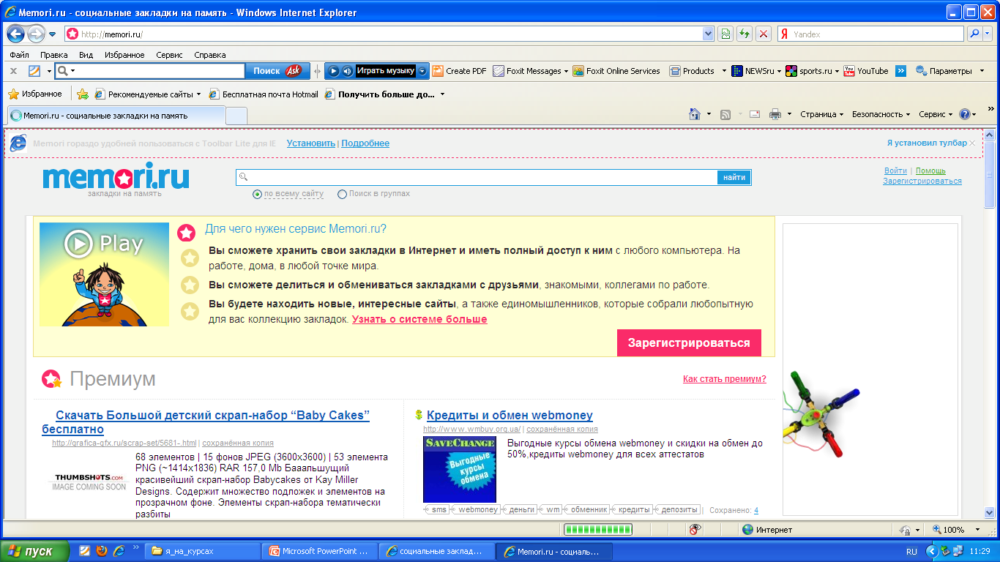 Memori.ru - социальные закладки на память - Windows Internet Explorer
http://memori.ru/
Yandex
Файл Правка Вид Избранное Сервис Справка
Поиск Ask
Играть музыку
Create PDF Foxit Messages Foxit Online Services Products NEWSru sports.ru YouTube Параметры
Избранное Рекомендуемые сайты Бесплатная почта Hotmail Получить больше до...
Memori.ru - социальные закладки на память
Страница Безопасность Сервис
Memori гораздо удобней пользоваться с Toolbar Lite для IE Установить | Подробнее
Я установил тулбар
memori.ru
закладки на память
найти
по всему сайту Поиск в группах
Войти | Помощь
Зарегистрироваться
Play
Для чего нужен сервис Memori.ru?
Вы сможете хранить свои закладки в Интернет и иметь полный доступ к ним с любого компьютера. На
работе, дома, в любой точке мира.
Вы сможете делиться и обмениваться закладками с друзьями, знакомыми, коллегами по работе.
Вы будете находить новые, интересные сайты, а также единомышленников, которые собрали любопытную
для вас коллекцию закладок. Узнать о системе больше
Зарегистрироваться
Премиум
Как стать премиум?
Скачать Большой детский скрап-набор “Baby Cakes”
бесплатно
http://grafica-gfx.ru/scrap-set/5681-.html | сохранённая копия
THUMBSHOTS.COM
IMAGE COMING SOON
68 элементов | 15 фонов JPEG (3600x3600) | 53 элемента
PNG (~1414x1836) RAR 157,0 Mb Бааальшущий
красивейший скрап-набор Babycakes от Kay Miller
Designs. Содержит множество подложек и элементов на
прозрачном фоне. Элементы скрап-набора тематически
разбиты
$ Кредиты и обмен webmoney
http://www.wmbuy.org.ua/ | сохранённая копия
SAVECHANGE
Выгодные
курсы
обмена
Выгодные курсы обмена webmoney и скидки на обмен до
50%,кредиты webmoney для всех аттестатов
sms webmoney деньги wm обменник кредиты депозиты | Сохранено: 4
Интернет
100%
пуск
я_на_курсах
Microsoft PowerPoint ...
социальные заклад...
Memori.ru - социаль...
RU
11:29